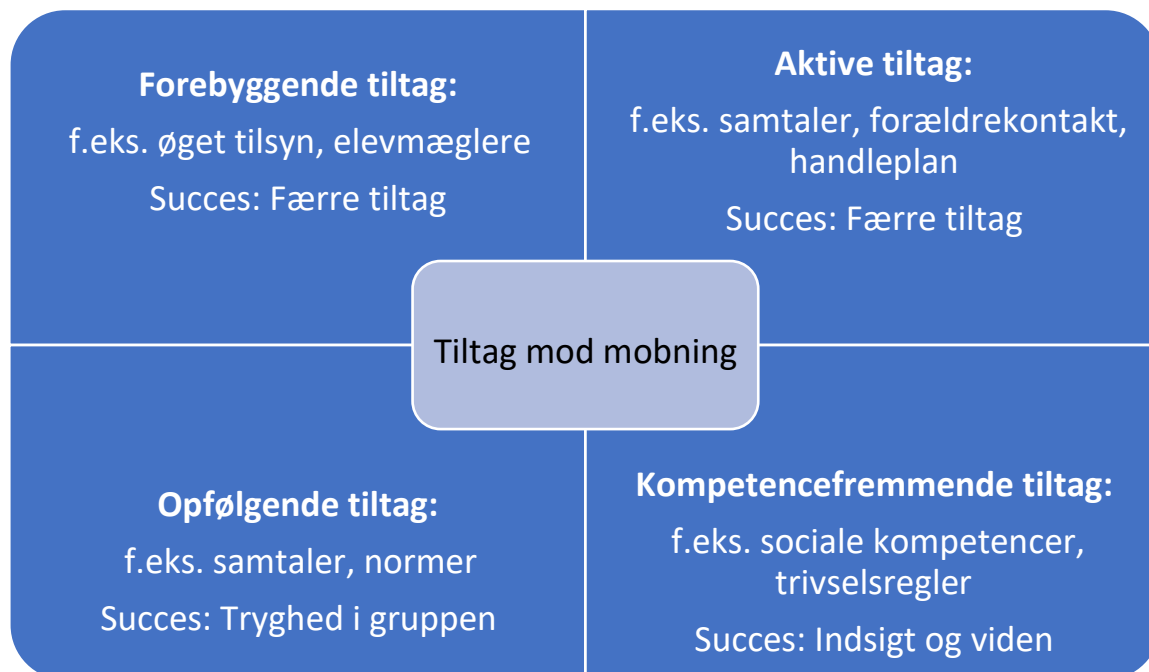 Forebyggende tiltag:
f.eks. øget tilsyn, elevmæglere
Succes: Færre tiltag
Aktive tiltag:
f.eks. samtaler, forældrekontakt,
handleplan
Succes: Færre tiltag
Tiltag mod mobning
Opfølgende tiltag:
f.eks. samtaler, normer
Succes: Tryghed i gruppen
Kompetencefremmende tiltag:
f.eks. sociale kompetencer,
trivselsregler
Succes: Indsigt og viden